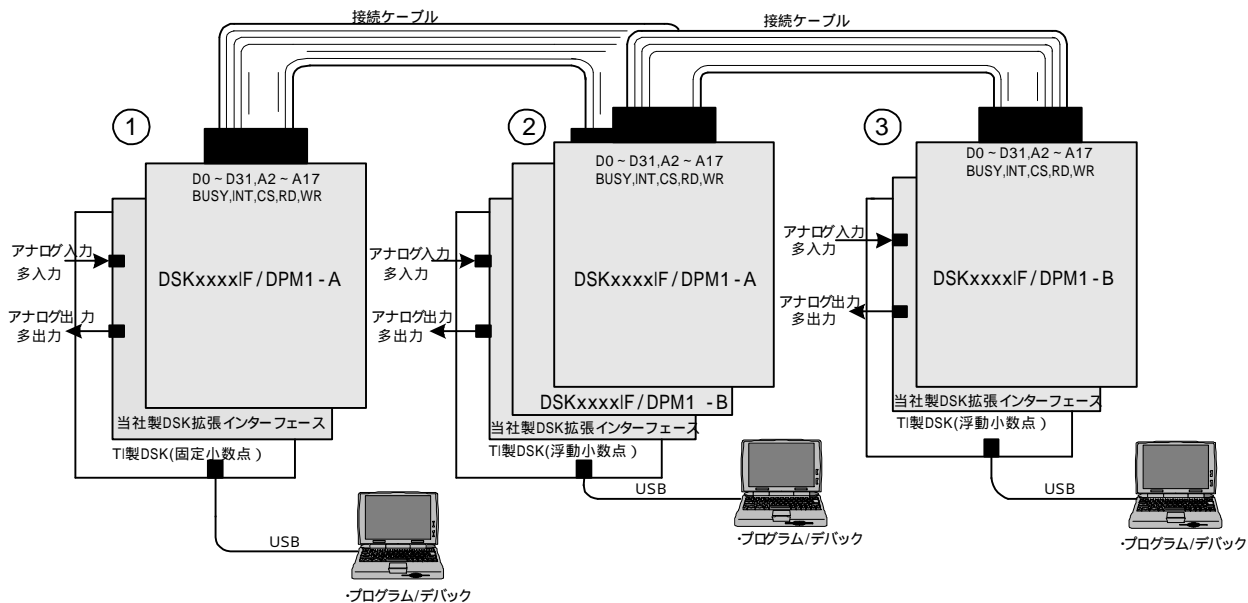 接続ケーブル
接続ケーブル
1
D0 ~ D31,A2 ~ A17
BUSY,INT,CS,RD,WR
アナログ入力
多入力
DSKxxxxIF/DPM1-A
アナログ出力
多出力
当社製DSK拡張インターフェース
TI製DSK(固定小数点)
USB
・プログラム/デバック
2
D0 ~ D31,A2 ~ A17
BUSY,INT,CS,RD,WR
アナログ入力
多入力
DSKxxxxIF/DPM1-A
アナログ出力
多出力
DSKxxxxIF/DPM1 -B
当社製DSK拡張インターフェース
TI製DSK(浮動小数点)
USB
・プログラム/デバック
3
D0 ~ D31,A2 ~ A17
BUSY,INT,CS,RD,WR
アナログ入力
多入力
DSKxxxxIF/DPM1-B
アナログ出力
多出力
当社製DSK拡張インターフェース
TI製DSK(浮動小数点)
USB
・プログラム/デバック